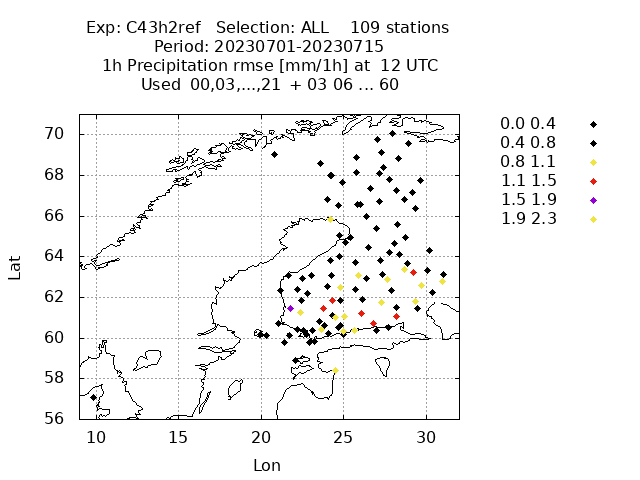 Exp: C43h2ref   Selection: ALL    109 stations
Period: 20230701-20230715
1h Precipitation rmse [mm/1h] at  12 UTC
Used  00,03,...,21  + 03 06 ... 60
0.0 0.4
0.4 0.8
0.8 1.1
1.1 1.5
1.5 1.9
1.9 2.3
70
68
66
64
62
60
58
56
Lat
10 15 20 25 30
Lon